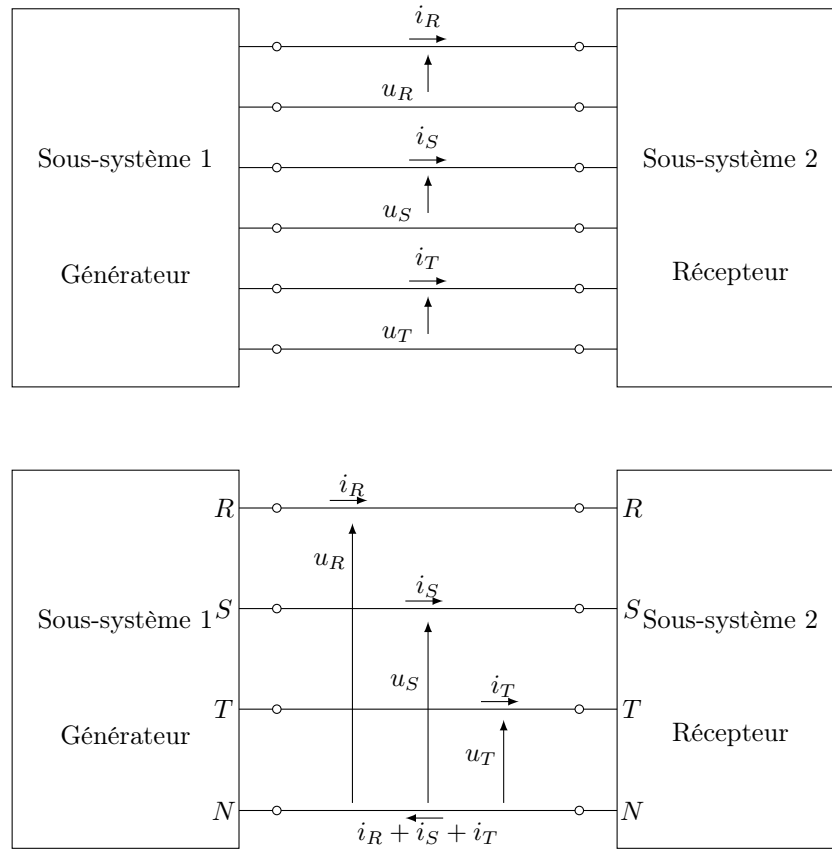 i_R
u_R
Sous-système 1
i_S
Sous-système 2
u_S
Générateur
i_T
Récepteur
u_T
R
i_R
R
u_R
Sous-système 1
S
i_S
S
Sous-système 2
u_S
T
i_T
T
Générateur
u_T
Récepteur
N
N
i_R + i_S + i_T